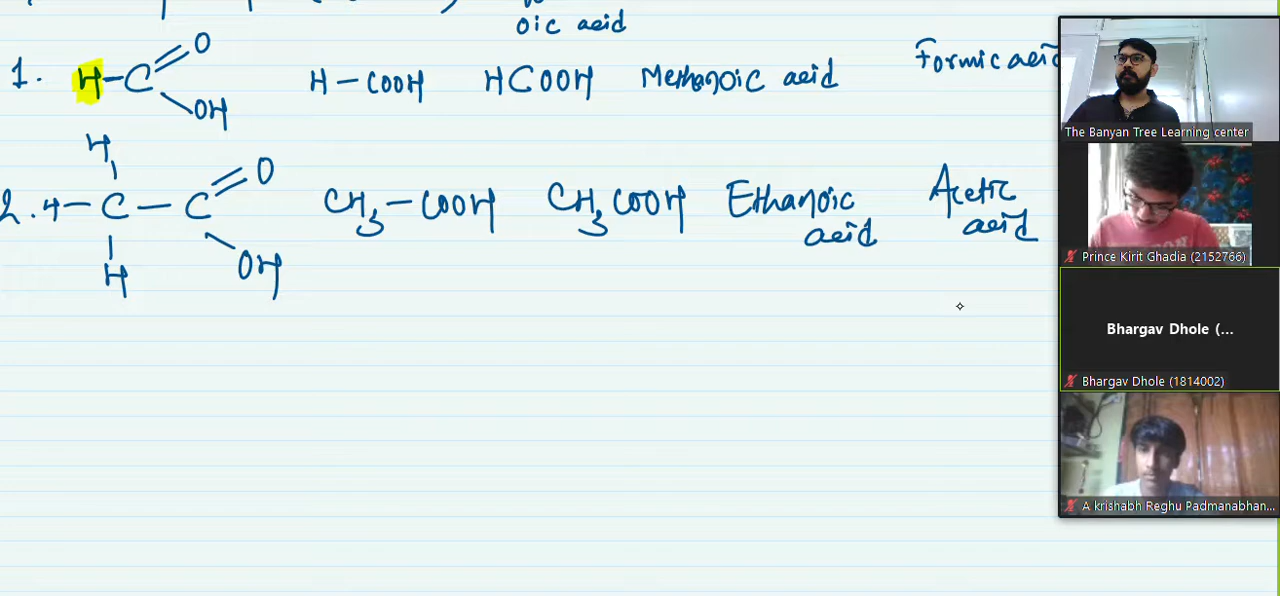 oic acid
1. H-C=O OH H-COOH HCOOH Methanoic acid Formic acid
H
2. H-C-C=O OH CH3-COOH CH3COOH Ethanoic acid Acetic acid
H
The Banyan Tree Learning center
Prince Kirit Ghadia (2152766)
Bhargav Dhole (...
Bhargav Dhole (1814002)
A krishabh Reghu Padmanabhan...